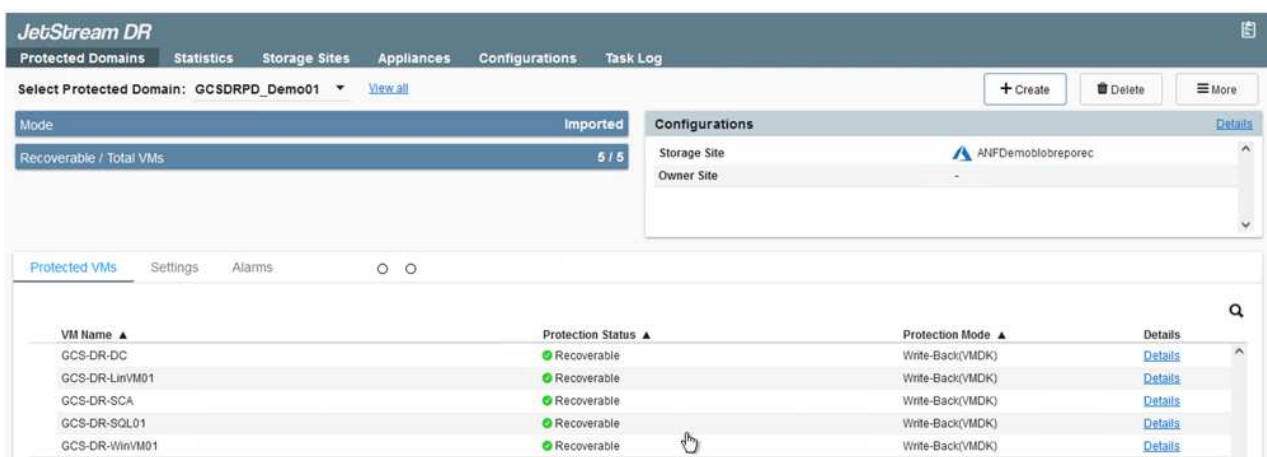 JetStream DR
Protected Domains Statistics Storage Sites Appliances Configurations Task Log
Select Protected Domain: GCSDRPD_Demo01 ▼ View all + Create Delete More
Mode Imported
Recoverable / Total VMs 5 / 5
Configurations Details
Storage Site ANFDemoblobreporec
Owner Site -
Protected VMs Settings Alarms
VM Name ▲ Protection Status ▲ Protection Mode ▲ Details
GCS-DR-DC Recoverable Write-Back(VMDK) Details
GCS-DR-LinVM01 Recoverable Write-Back(VMDK) Details
GCS-DR-SCA Recoverable Write-Back(VMDK) Details
GCS-DR-SQL01 Recoverable Write-Back(VMDK) Details
GCS-DR-WinVM01 Recoverable Write-Back(VMDK) Details